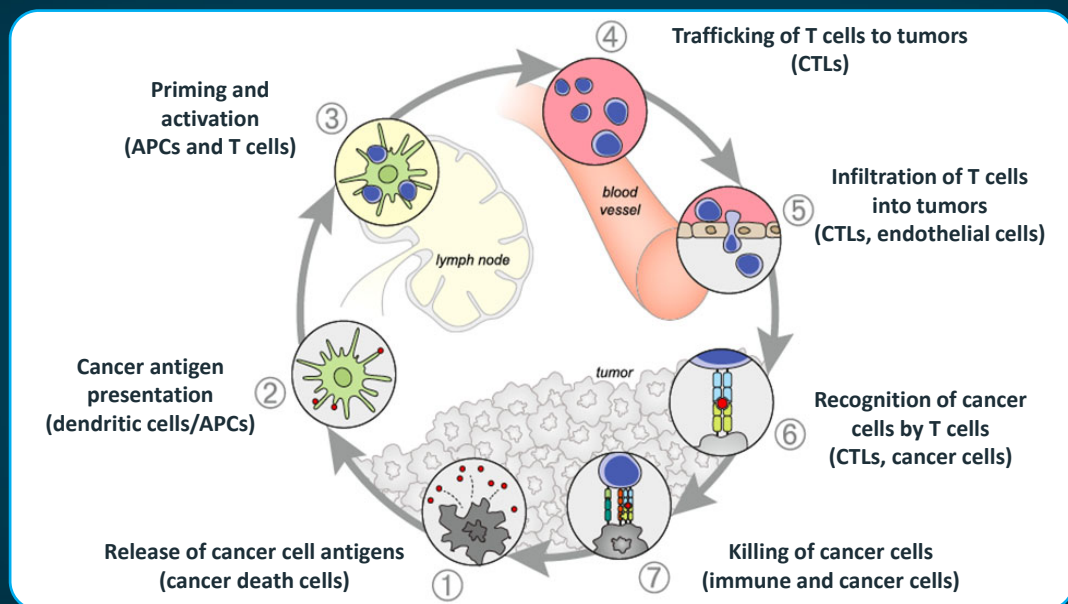 ④
Trafficking of T cells to tumors
(CTLs)
Priming and
activation
(APCs and T cells)
③
blood
vessel
⑤
Infiltration of T cells
into tumors
(CTLs, endothelial cells)
lymph node
Cancer antigen
presentation
(dendritic cells/APCs)
②
tumor
⑥
Recognition of cancer
cells by T cells
(CTLs, cancer cells)
Release of cancer cell antigens
(cancer death cells)
①
⑦
Killing of cancer cells
(immune and cancer cells)